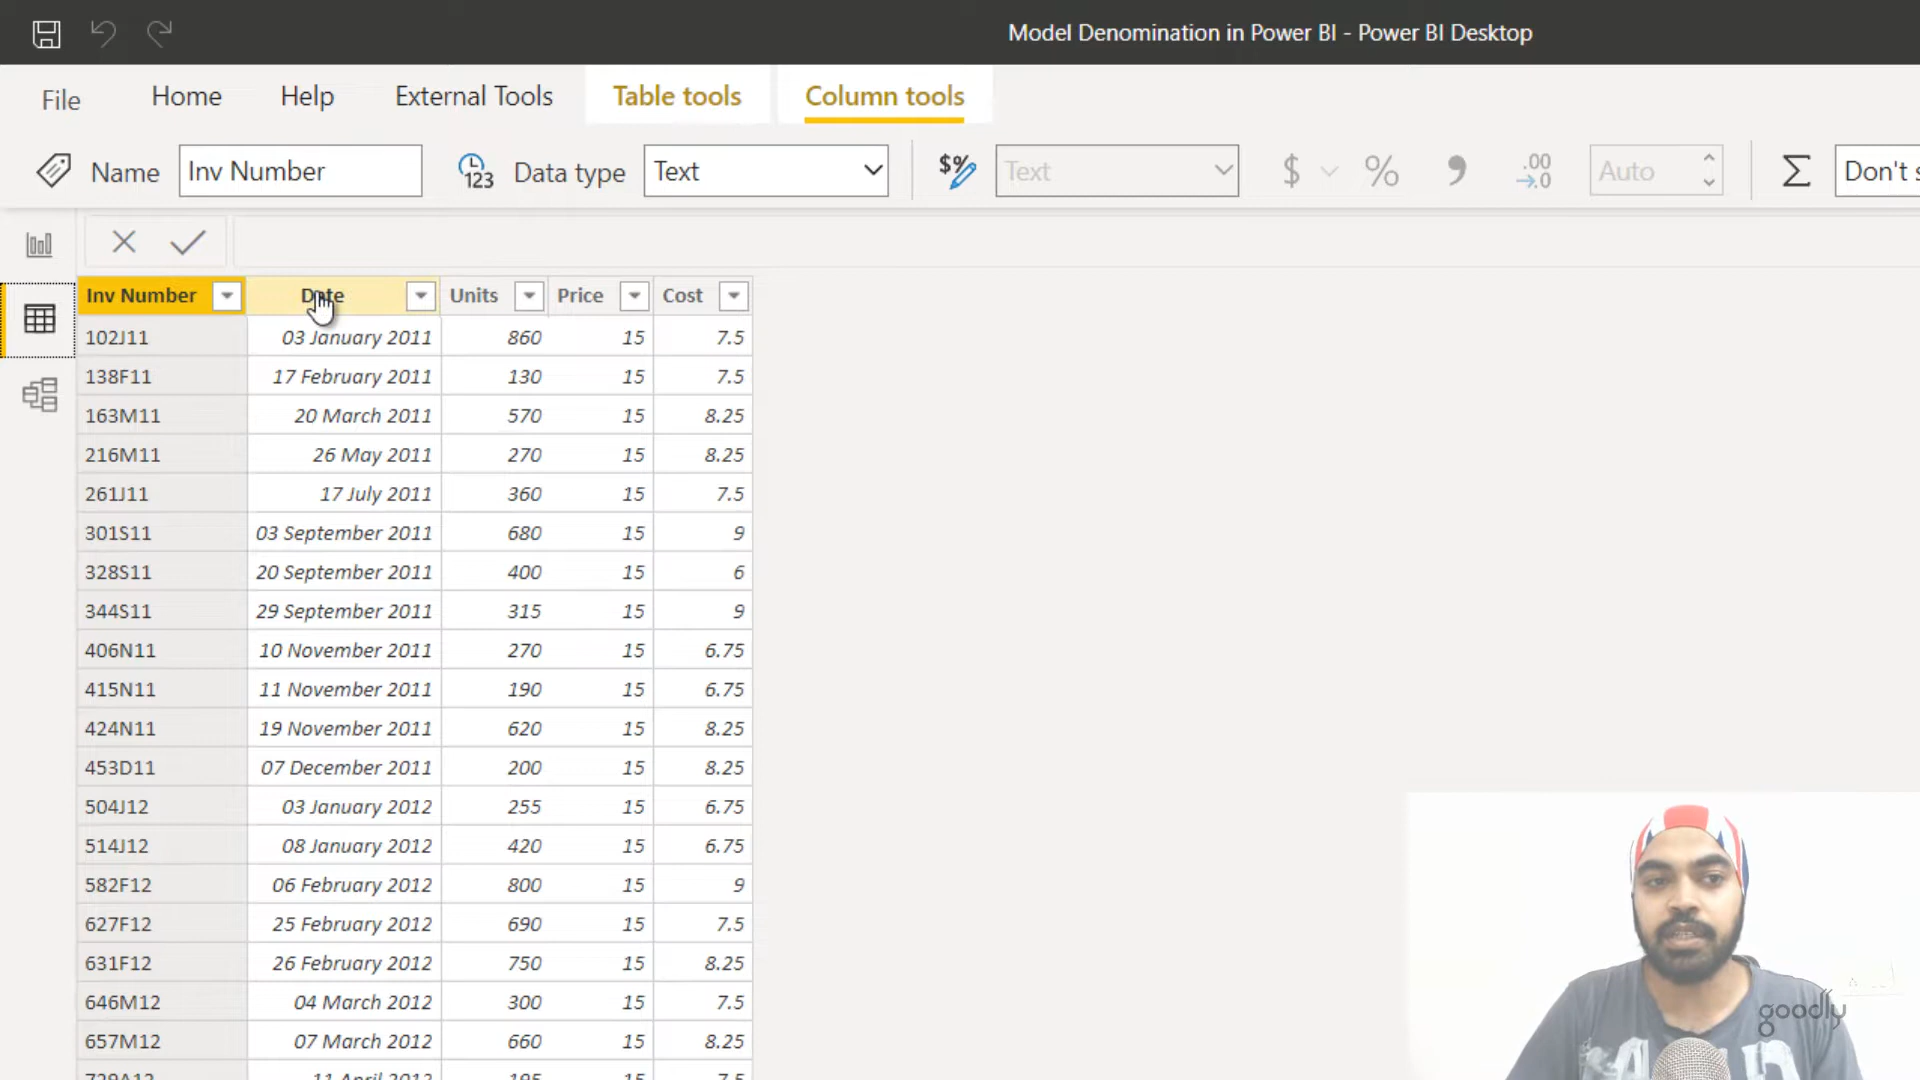 Model Denomination in Power BI - Power BI Desktop
File Home Help External Tools Table tools Column tools
Name Inv Number Data type Text Text $ % Auto Σ Don't
Inv Number Date Units Price Cost
102J11 03 January 2011 860 15 7.5
138F11 17 February 2011 130 15 7.5
163M11 20 March 2011 570 15 8.25
216M11 26 May 2011 270 15 8.25
261J11 17 July 2011 360 15 7.5
301S11 03 September 2011 680 15 9
328S11 20 September 2011 400 15 6
344S11 29 September 2011 315 15 9
406N11 10 November 2011 270 15 6.75
415N11 11 November 2011 190 15 6.75
424N11 19 November 2011 620 15 8.25
453D11 07 December 2011 200 15 8.25
504J12 03 January 2012 255 15 6.75
514J12 08 January 2012 420 15 6.75
582F12 06 February 2012 800 15 9
627F12 25 February 2012 690 15 7.5
631F12 26 February 2012 750 15 8.25
646M12 04 March 2012 300 15 7.5
657M12 07 March 2012 660 15 8.25
11 April 2012 195 15 7.5
goodly